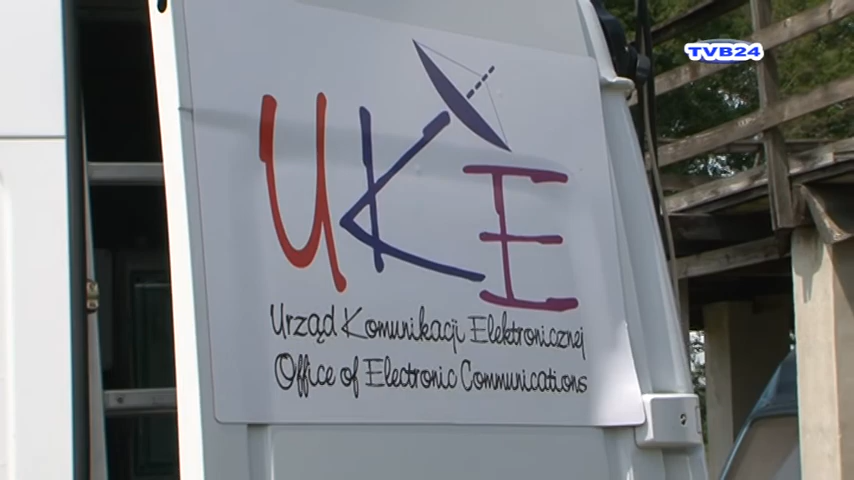 TVB24
UKE
Urząd Komunikacji Elektronicznej
Office of Electronic Communications